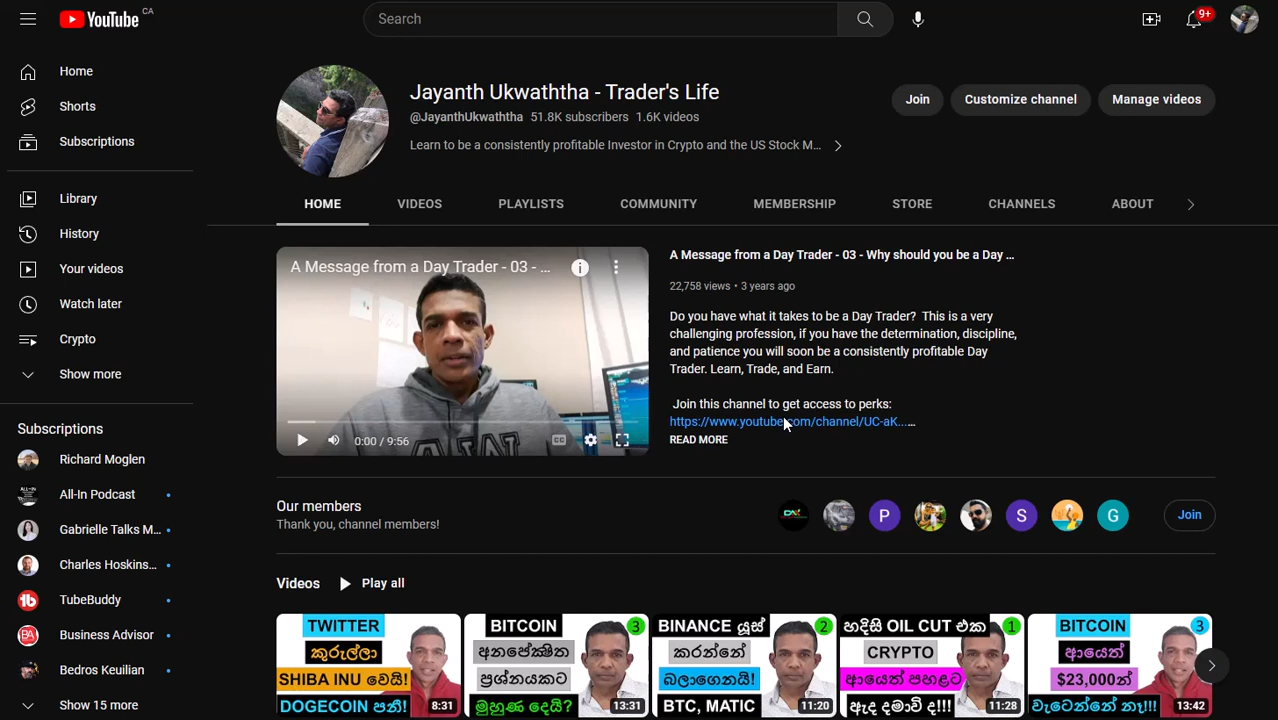 YouTube CA
Search
9+
Home
Shorts
Subscriptions
Library
History
Your videos
Watch later
Crypto
Show more
Subscriptions
Richard Moglen
All-In Podcast
Gabrielle Talks M...
Charles Hoskins...
TubeBuddy
Business Advisor
Bedros Keuilian
Show 15 more
Jayanth Ukwaththa - Trader's Life
@JayanthUkwaththa 51.8K subscribers 1.6K videos
Learn to be a consistently profitable Investor in Crypto and the US Stock M...
Join
Customize channel
Manage videos
HOME VIDEOS PLAYLISTS COMMUNITY MEMBERSHIP STORE CHANNELS ABOUT
A Message from a Day Trader - 03 - ...
0:00 / 9:56
A Message from a Day Trader - 03 - Why should you be a Day ...
22,758 views • 3 years ago
Do you have what it takes to be a Day Trader? This is a very
challenging profession, if you have the determination, discipline,
and patience you will soon be a consistently profitable Day
Trader. Learn, Trade, and Earn.
Join this channel to get access to perks:
https://www.youtube.com/channel/UC-aK......
READ MORE
Our members
Thank you, channel members!
P
S
G
Join
Videos
Play all
TWITTER
කුරුල්ලා
SHIBA INU වෙයි!
DOGECOIN පනී!
8:31
BITCOIN
3
අනපේක්ෂිත
ප්‍රශ්නයකට
මුහුණ දෙයි?
13:31
BINANCE යූස්
2
කරන්නේ
බලාගෙනයි!
BTC, MATIC
11:20
හදිසි OIL CUT එක
1
CRYPTO
ආයෙත් පහළට
ඇද දමාවි ද!!!
11:28
BITCOIN
3
ආයෙත්
$23,000න්
වැටෙන්නේ නෑ!!!
13:42